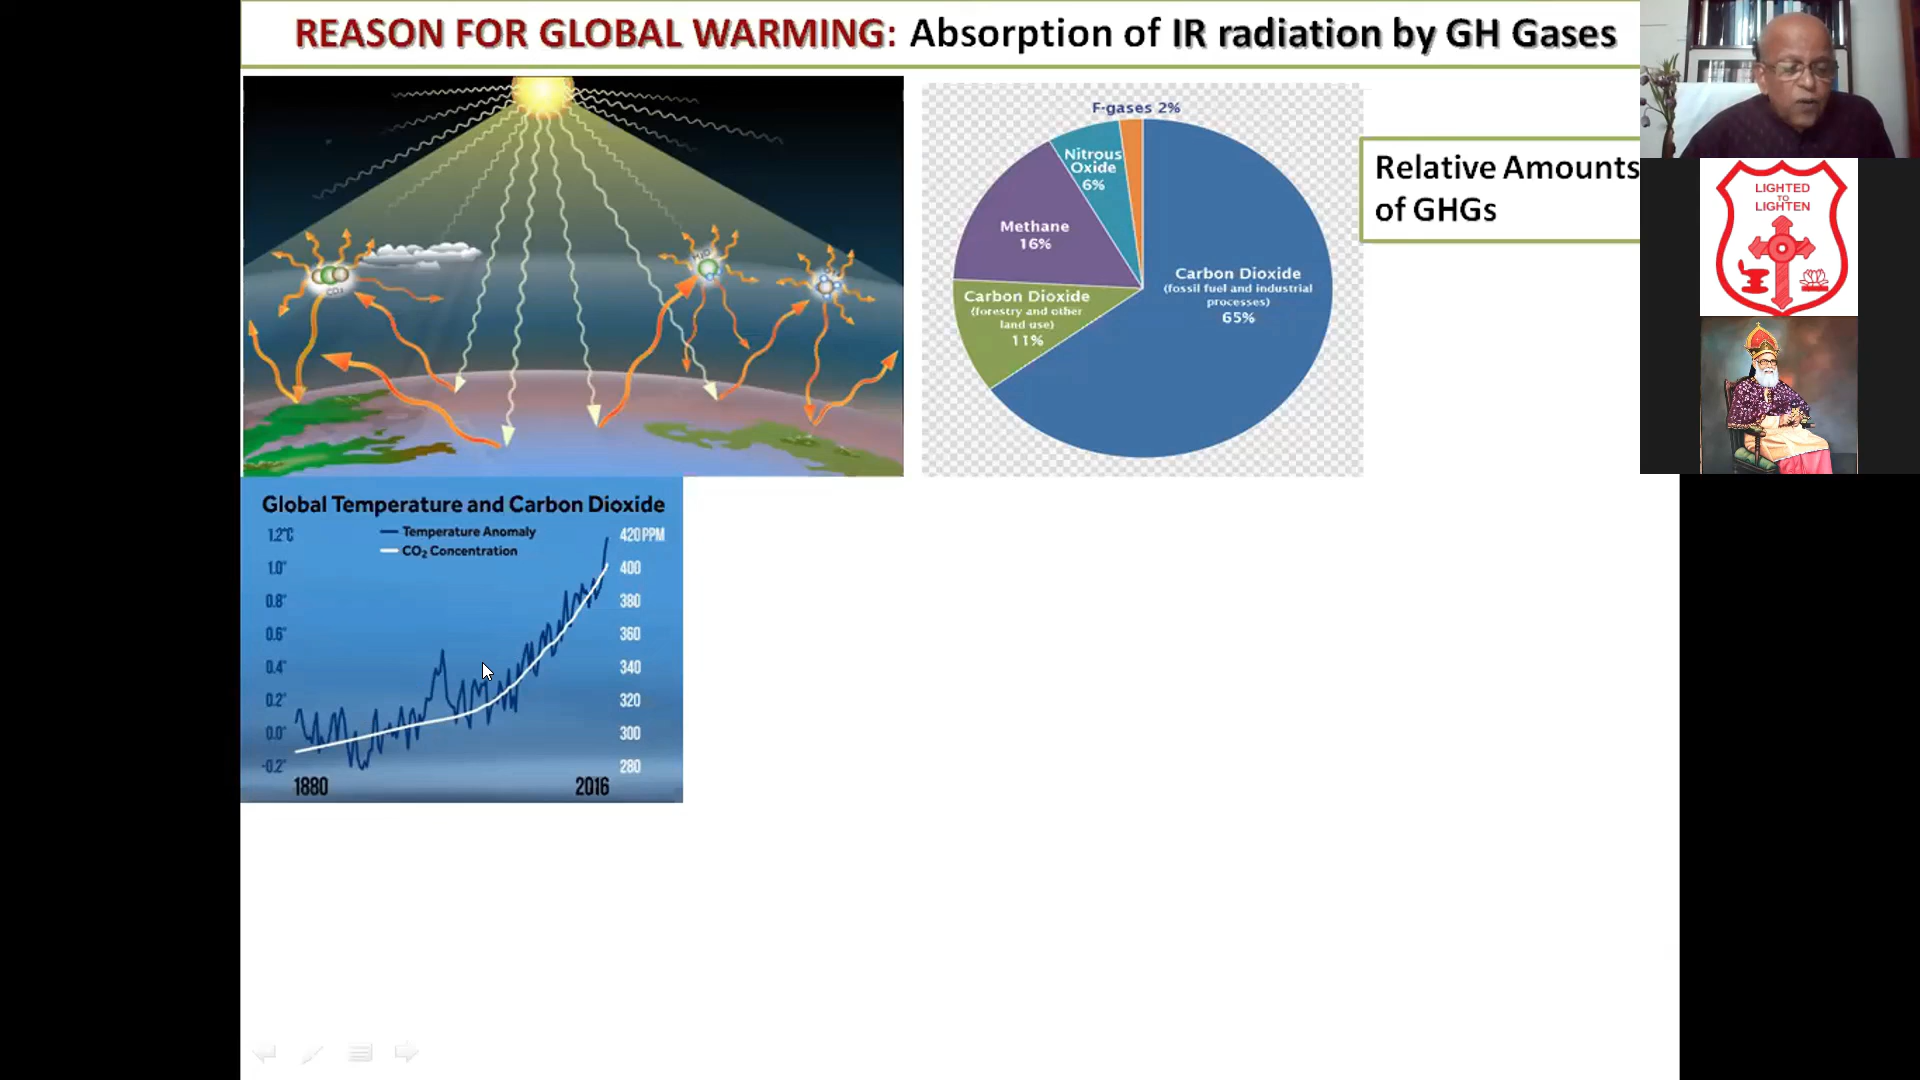 REASON FOR GLOBAL WARMING: Absorption of IR radiation by GH Gases
CO2
H2O
F-gases 2%
Nitrous
Oxide
6%
Methane
16%
Carbon Dioxide
(forestry and other
land use)
11%
Carbon Dioxide
(fossil fuel and industrial
processes)
65%
Relative Amounts
of GHGs
LIGHTED
TO
LIGHTEN
Global Temperature and Carbon Dioxide
Temperature Anomaly
CO₂ Concentration
1.2°C
1.0°
0.8°
0.6°
0.4°
0.2°
0.0°
-0.2°
420 PPM
400
380
360
340
320
300
280
1880
2016